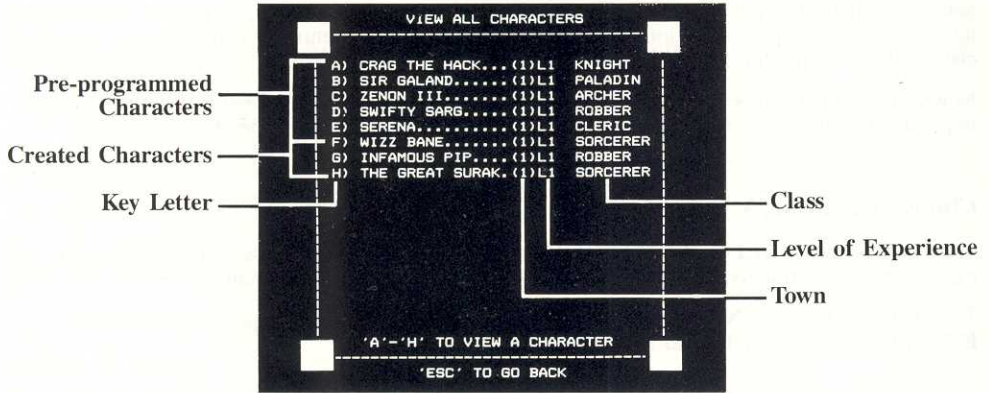 VIEW ALL CHARACTERS
A) CRAG THE HACK...(1)L1 KNIGHT
B) SIR GALAND......(1)L1 PALADIN
C) ZENON III.......(1)L1 ARCHER
D) SWIFTY SARG.....(1)L1 ROBBER
E) SERENA..........(1)L1 CLERIC
F) WIZZ BANE.......(1)L1 SORCERER
G) INFAMOUS PIP....(1)L1 ROBBER
H) THE GREAT SURAK.(1)L1 SORCERER
'A'-'H' TO VIEW A CHARACTER
'ESC' TO GO BACK
Pre-programmed
Characters
Created Characters
Key Letter
Class
Level of Experience
Town